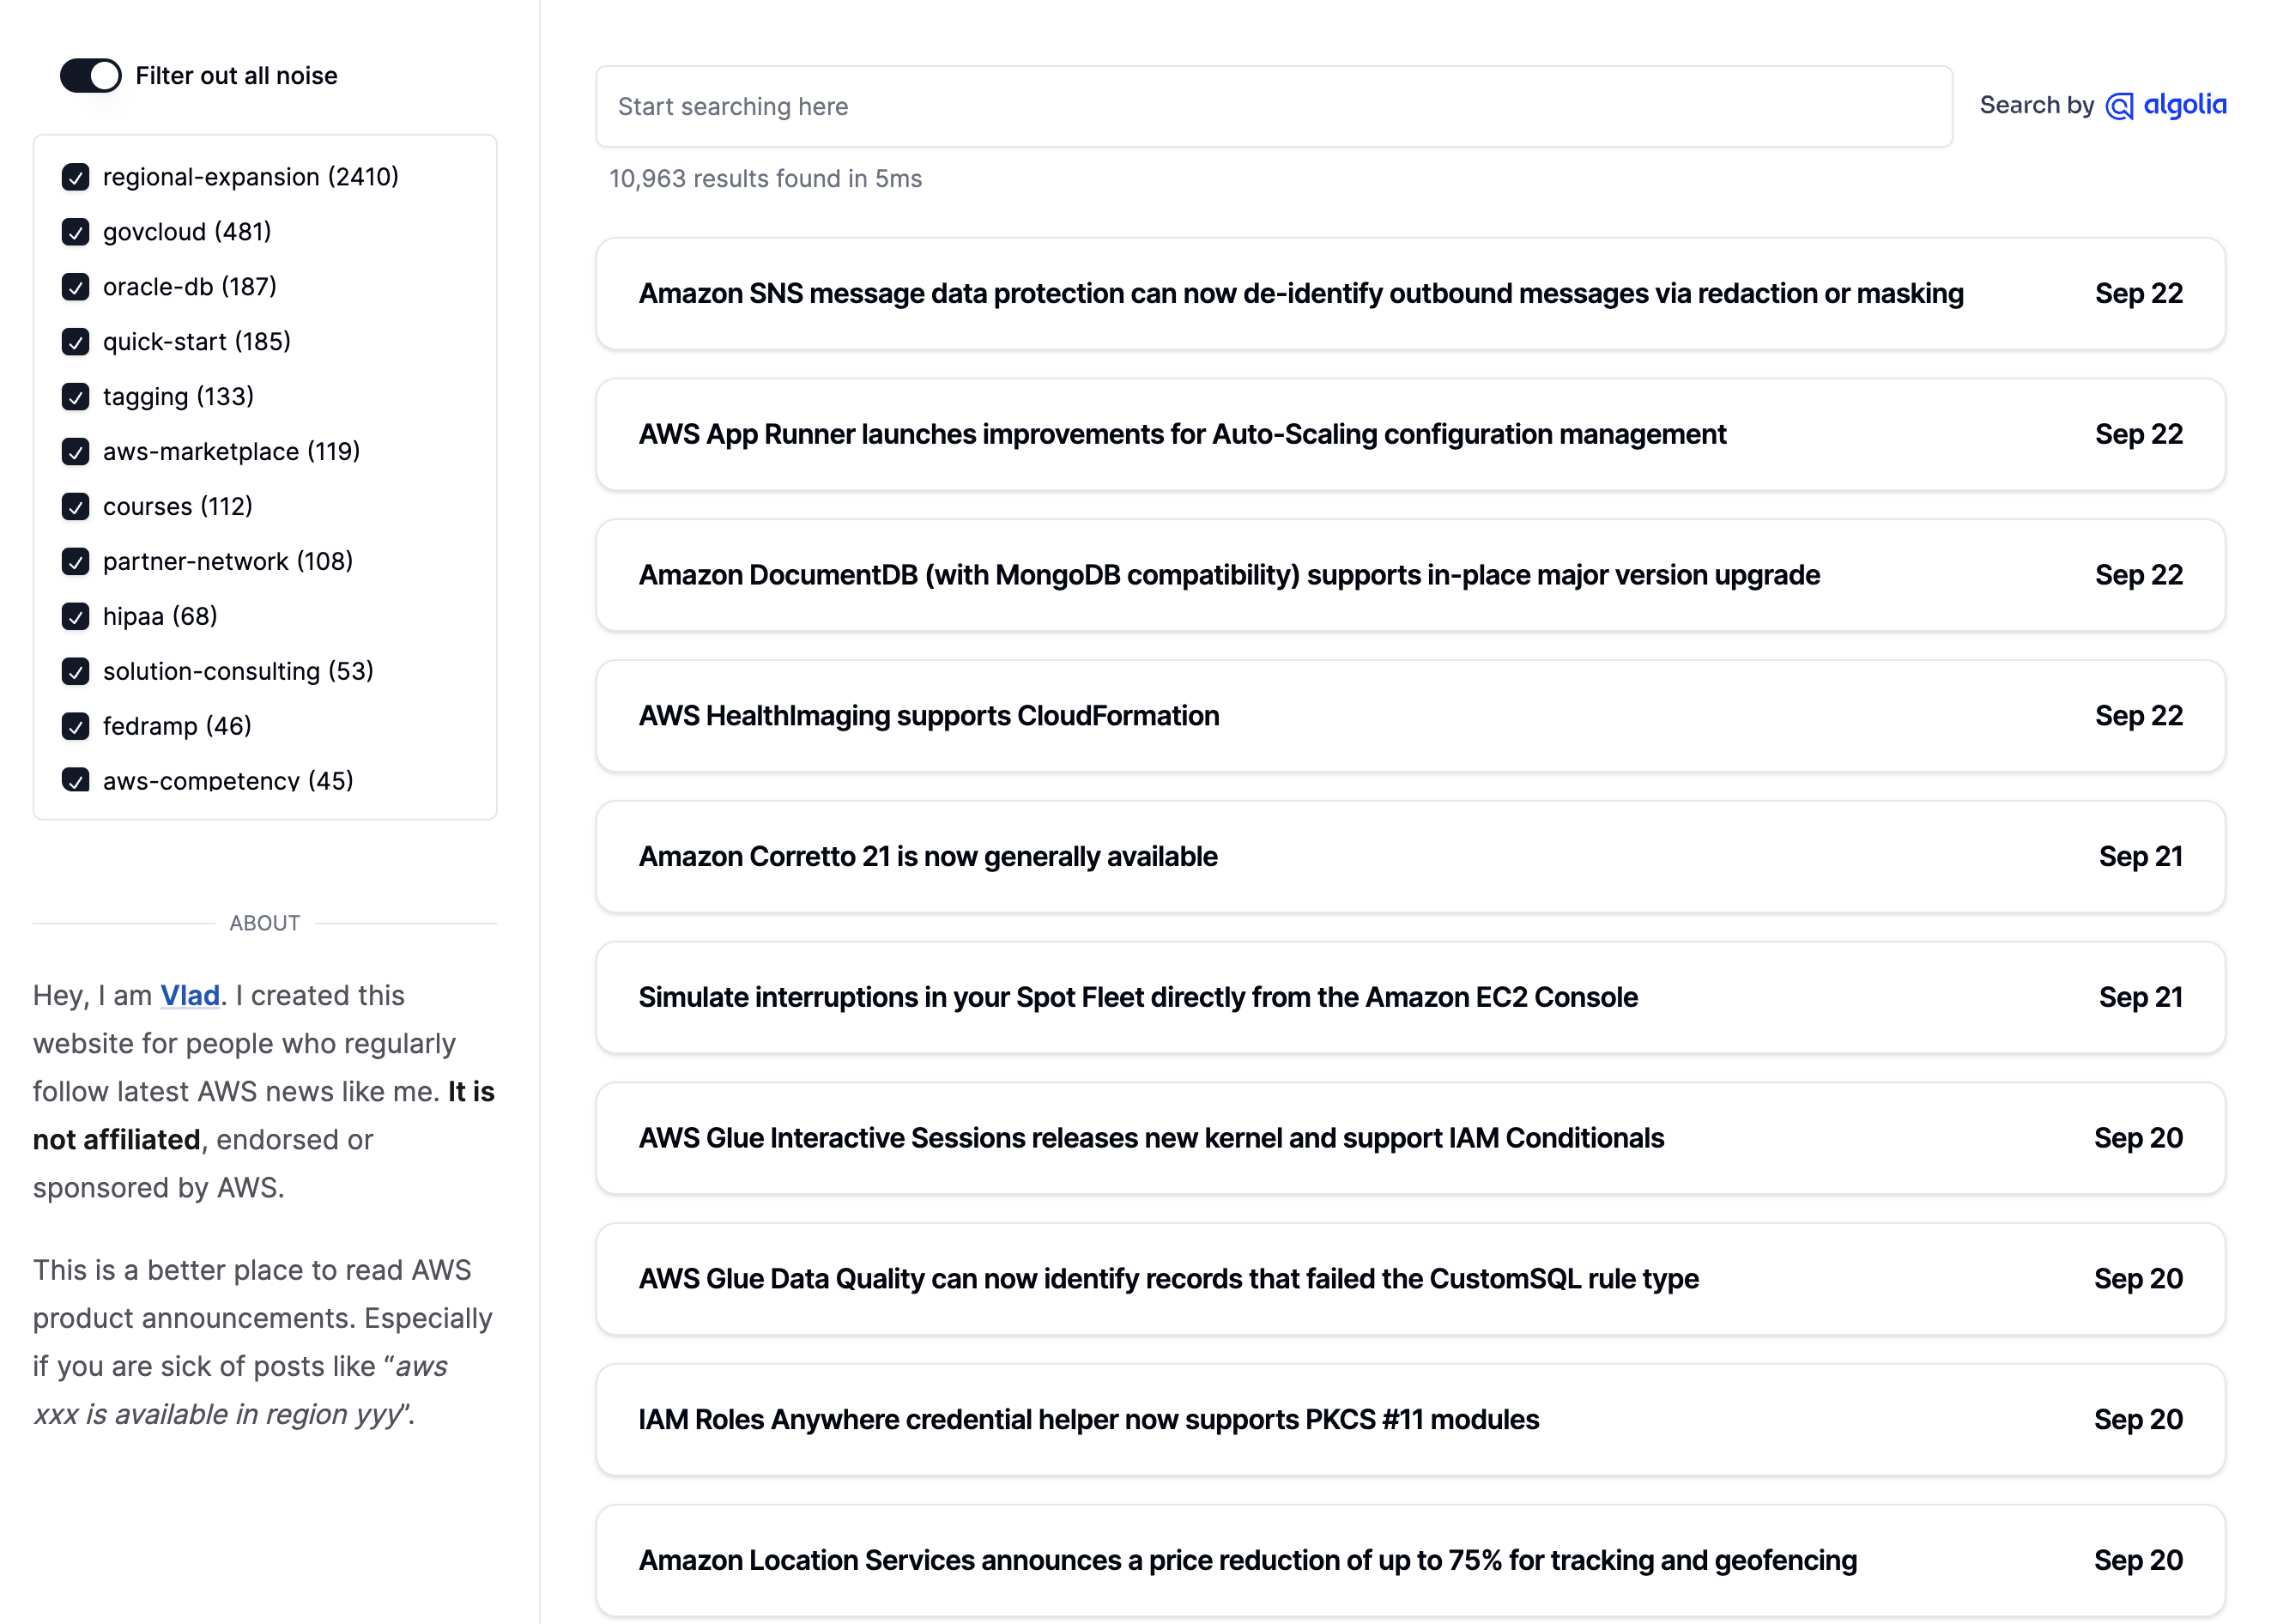 Filter out all noise
regional-expansion (2410)
govcloud (481)
oracle-db (187)
quick-start (185)
tagging (133)
aws-marketplace (119)
courses (112)
partner-network (108)
hipaa (68)
solution-consulting (53)
fedramp (46)
aws-competency (45)
ABOUT
Hey, I am Vlad. I created this
website for people who regularly
follow latest AWS news like me. It is
not affiliated, endorsed or
sponsored by AWS.
This is a better place to read AWS
product announcements. Especially
if you are sick of posts like “aws
xxx is available in region yyy”.
Start searching here
Search by algolia
10,963 results found in 5ms
Amazon SNS message data protection can now de-identify outbound messages via redaction or masking Sep 22
AWS App Runner launches improvements for Auto-Scaling configuration management Sep 22
Amazon DocumentDB (with MongoDB compatibility) supports in-place major version upgrade Sep 22
AWS HealthImaging supports CloudFormation Sep 22
Amazon Corretto 21 is now generally available Sep 21
Simulate interruptions in your Spot Fleet directly from the Amazon EC2 Console Sep 21
AWS Glue Interactive Sessions releases new kernel and support IAM Conditionals Sep 20
AWS Glue Data Quality can now identify records that failed the CustomSQL rule type Sep 20
IAM Roles Anywhere credential helper now supports PKCS #11 modules Sep 20
Amazon Location Services announces a price reduction of up to 75% for tracking and geofencing Sep 20